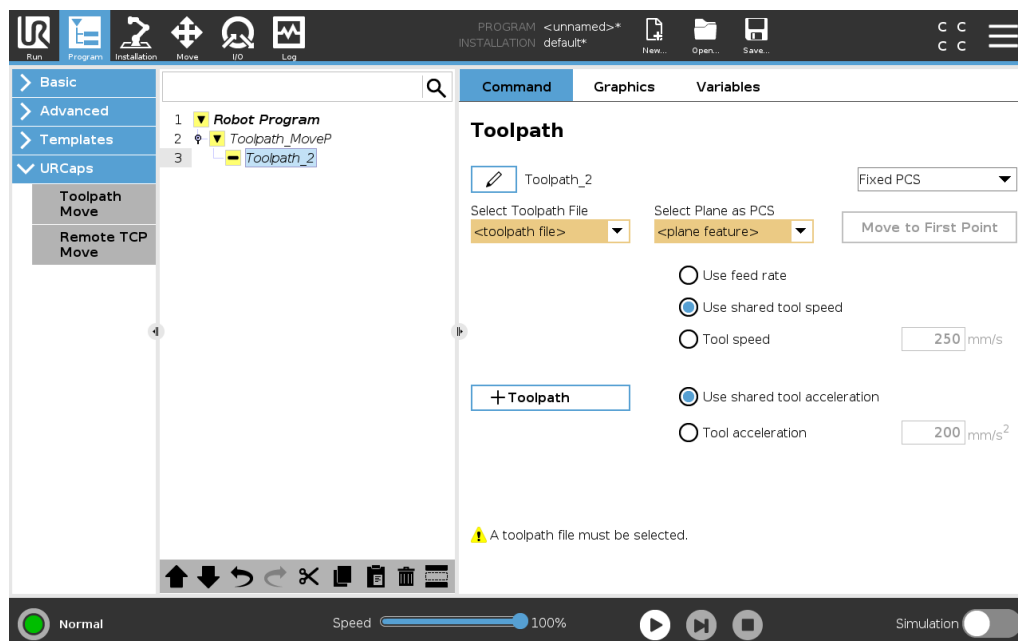 UR
PROGRAM <unnamed>*
INSTALLATION default*
Run Program Installation Move I/O Log New... Open... Save...
C C
C C
Basic
Advanced
Templates
URCaps
Toolpath
Move
Remote TCP
Move
1 Robot Program
2 Toolpath_MoveP
3 Toolpath_2
Command Graphics Variables
Toolpath
Toolpath_2 Fixed PCS
Select Toolpath File Select Plane as PCS
<toolpath file> <plane feature> Move to First Point
Use feed rate
Use shared tool speed
Tool speed 250 mm/s
+Toolpath Use shared tool acceleration
Tool acceleration 200 mm/s²
A toolpath file must be selected.
Normal Speed 100% Simulation